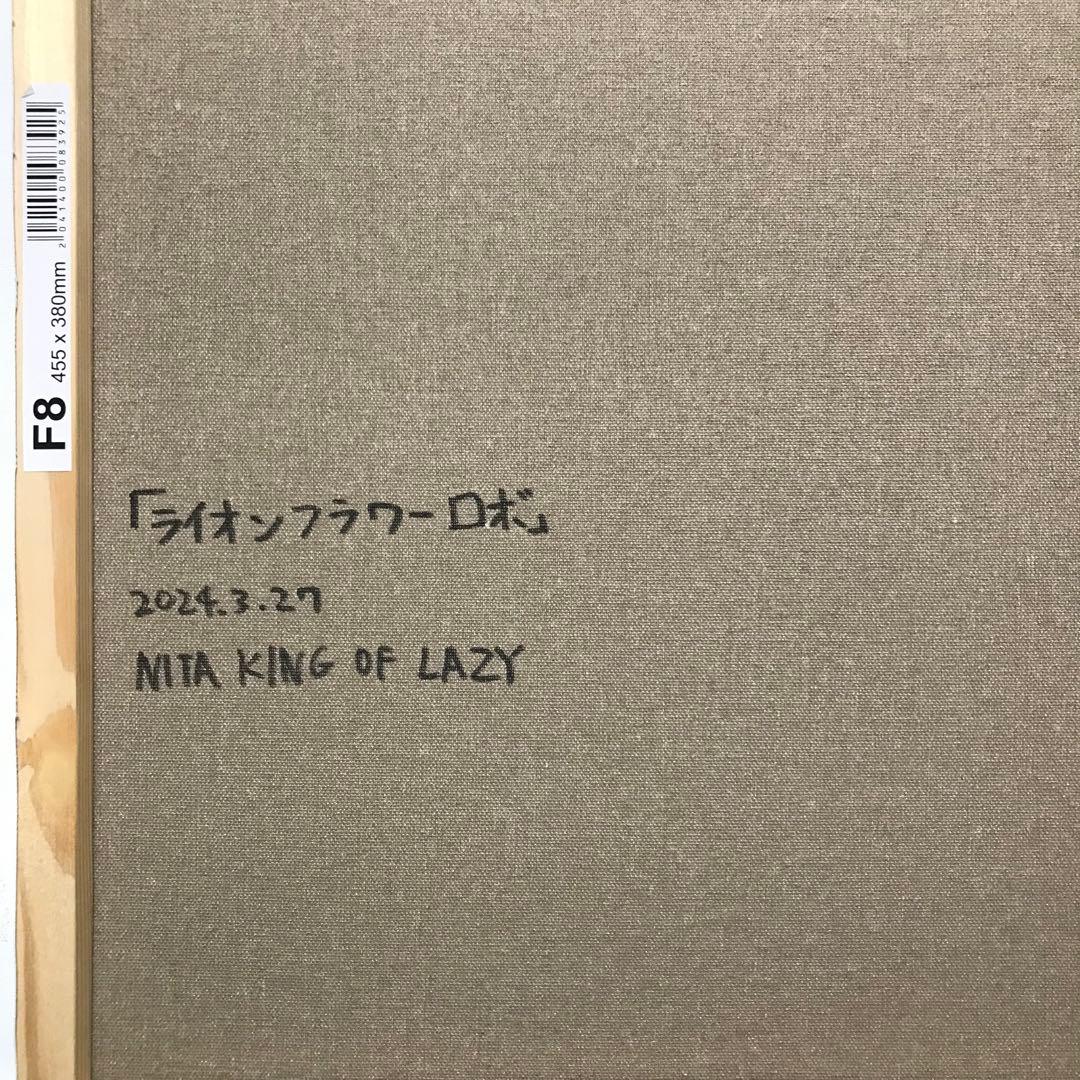 F8 455 x 380mm
2041400083925
「ライオンフラワーロボ」
2024.3.27
NITA KING OF LAZY